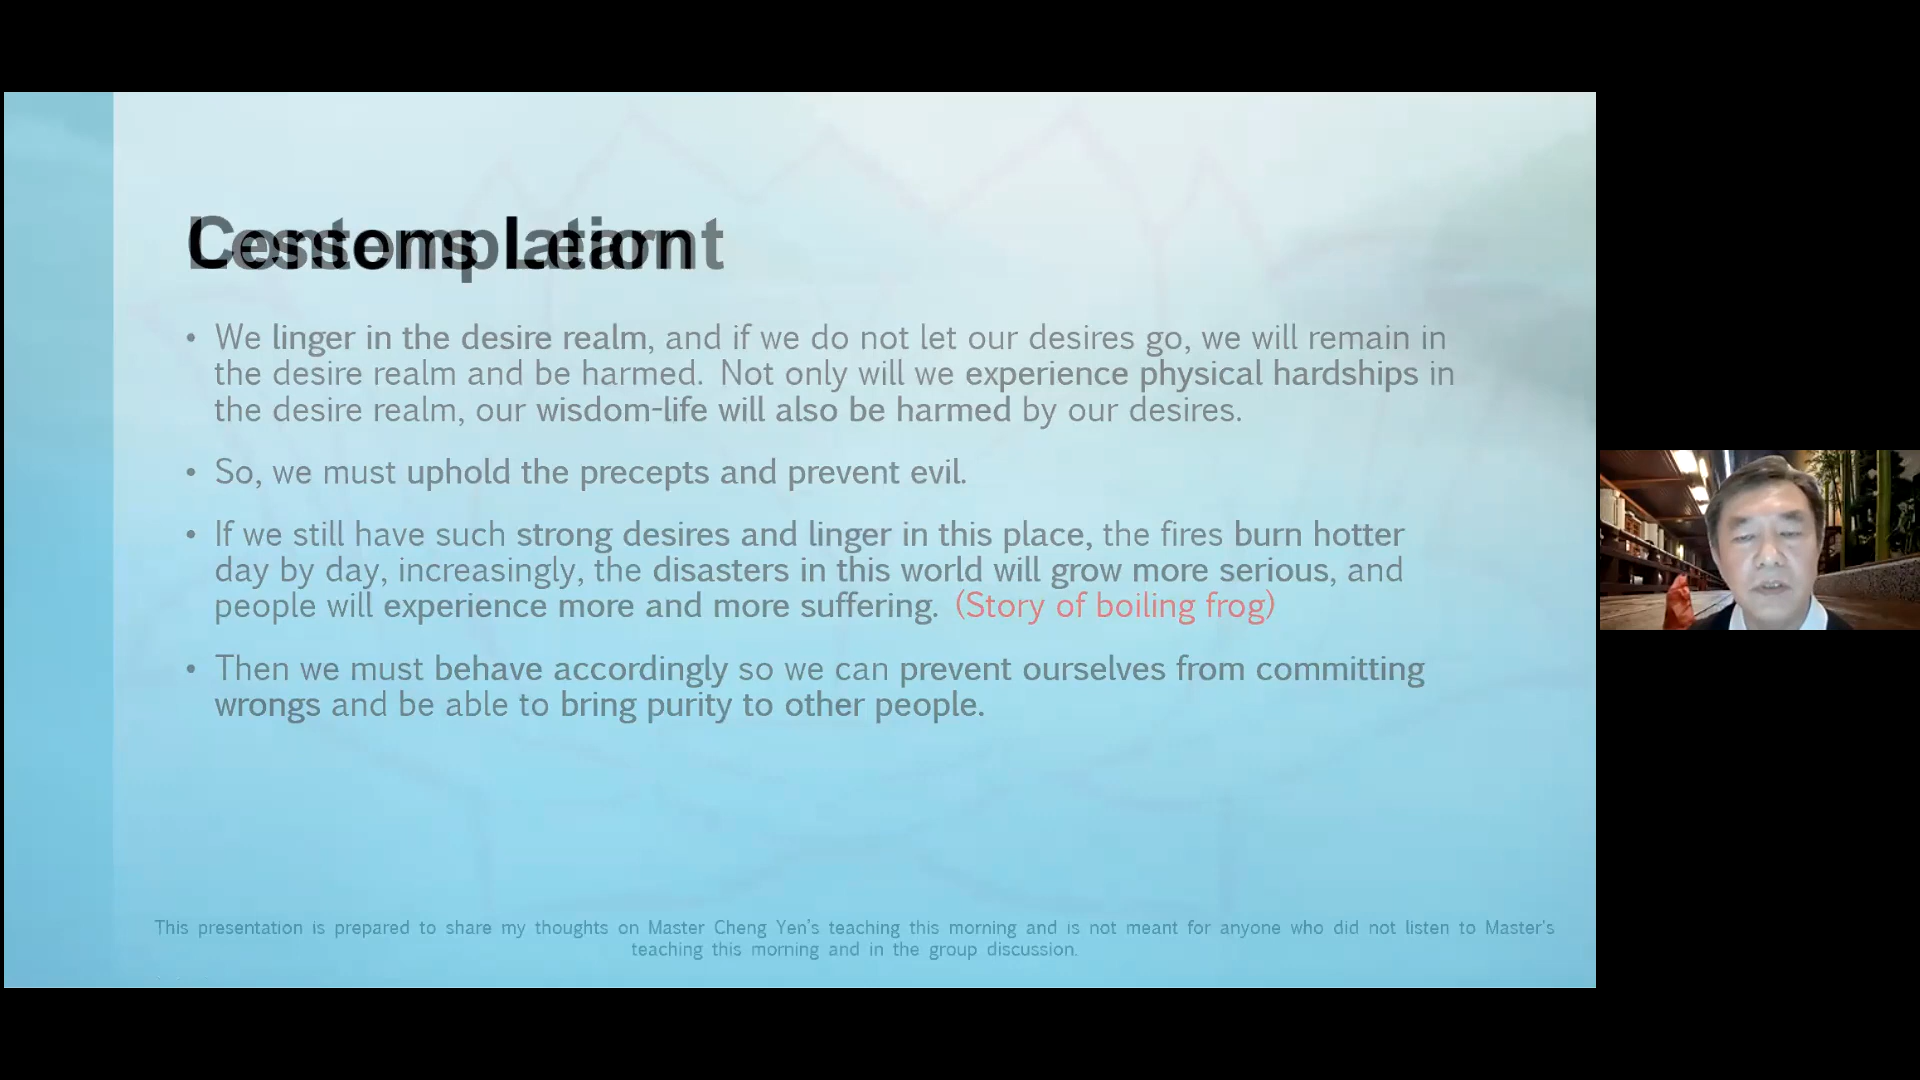 Lessons Learnt
Contemplation
• We linger in the desire realm, and if we do not let our desires go, we will remain in
the desire realm and be harmed. Not only will we experience physical hardships in
the desire realm, our wisdom-life will also be harmed by our desires.
• So, we must uphold the precepts and prevent evil.
• If we still have such strong desires and linger in this place, the fires burn hotter
day by day, increasingly, the disasters in this world will grow more serious, and
people will experience more and more suffering. (Story of boiling frog)
• Then we must behave accordingly so we can prevent ourselves from committing
wrongs and be able to bring purity to other people.
This presentation is prepared to share my thoughts on Master Cheng Yen's teaching this morning and is not meant for anyone who did not listen to Master's
teaching this morning and in the group discussion.